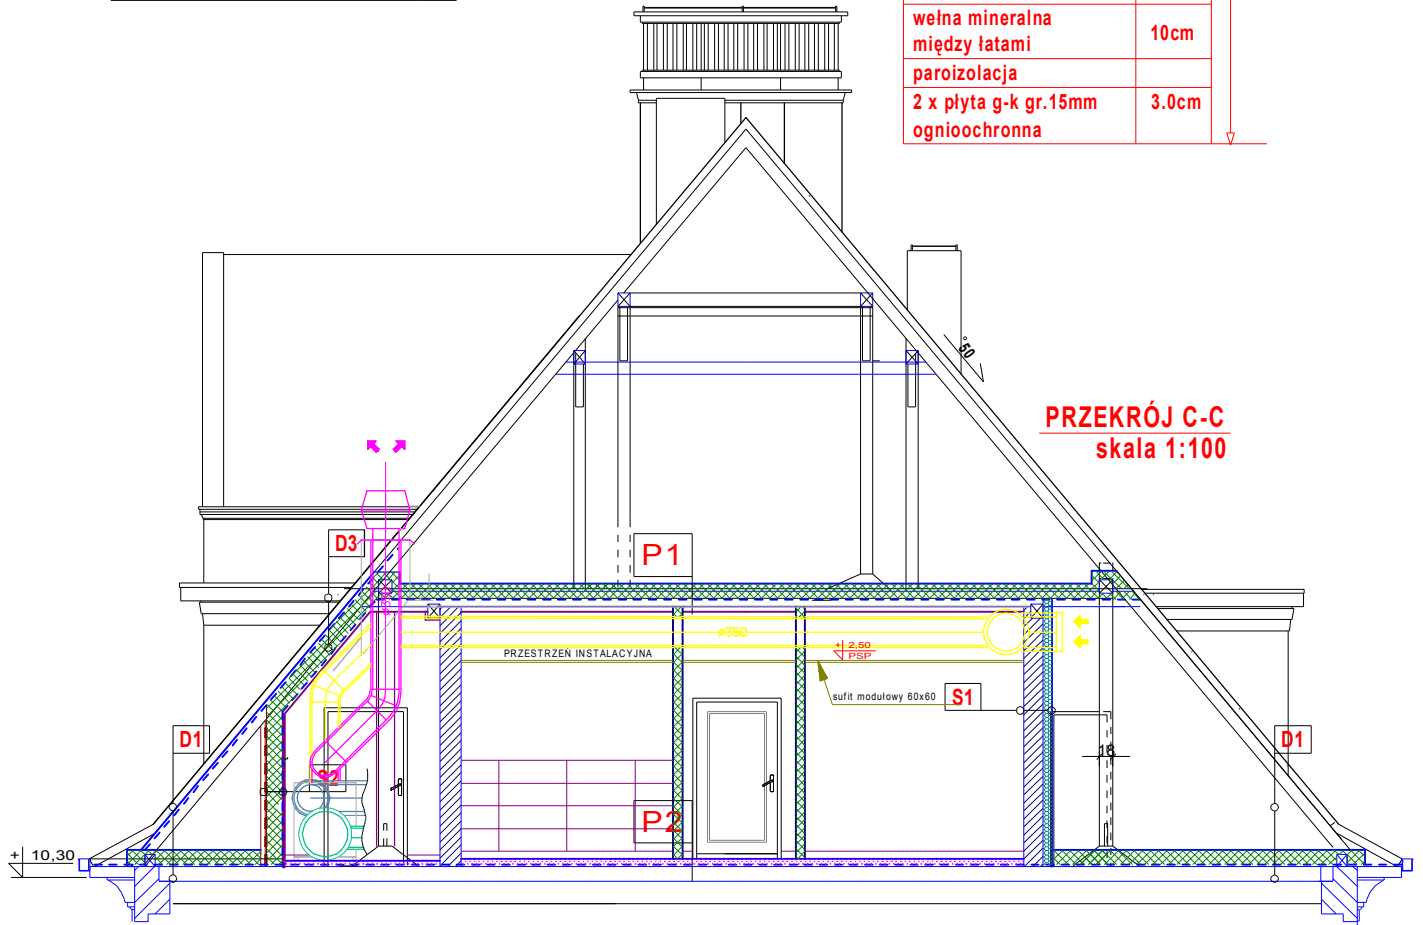 wełna mineralna
między łatami
10cm
paroizolacja
2 x płyta g-k gr.15mm
ognioochronna
3.0cm
50°
PRZEKRÓJ C-C
skala 1:100
D3
P1
PRZESTRZEŃ INSTALACYJNA
+ 2,50
PSP
sufit modułowy 60x60
S1
D1
D1
18
P2
+ 10,30